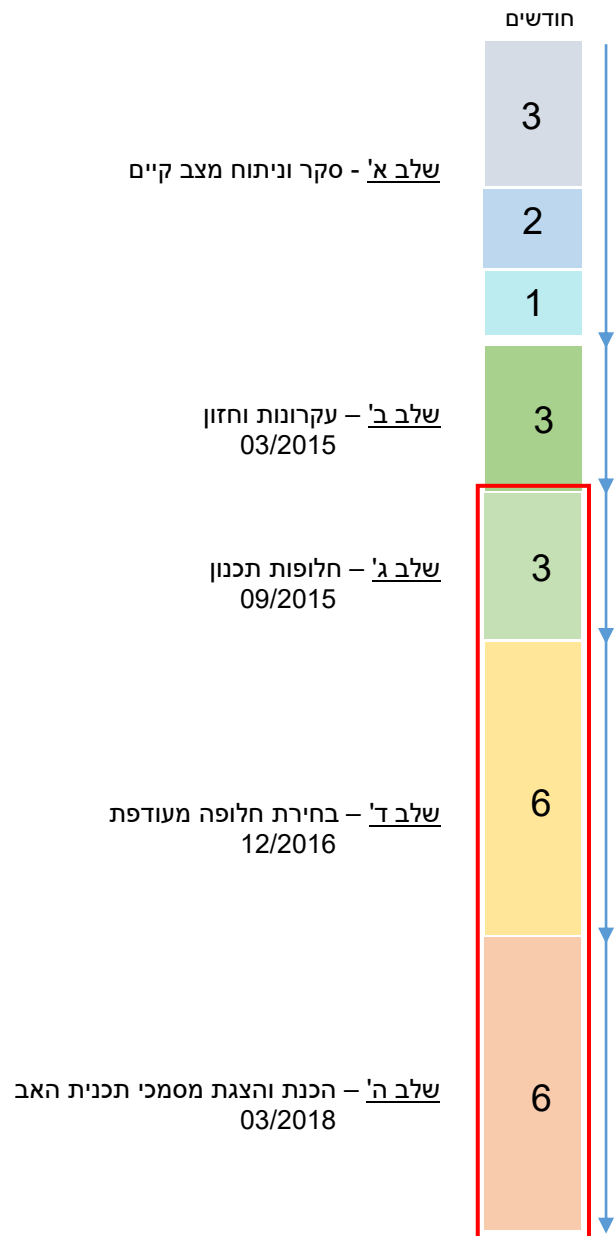 חודשים
3
שלב א' - סקר וניתוח מצב קיים
2
1
שלב ב' – עקרונות וחזון
03/2015
3
שלב ג' – חלופות תכנון
09/2015
3
שלב ד' – בחירת חלופה מעודפת
12/2016
6
שלב ה' – הכנת והצגת מסמכי תכנית האב
03/2018
6